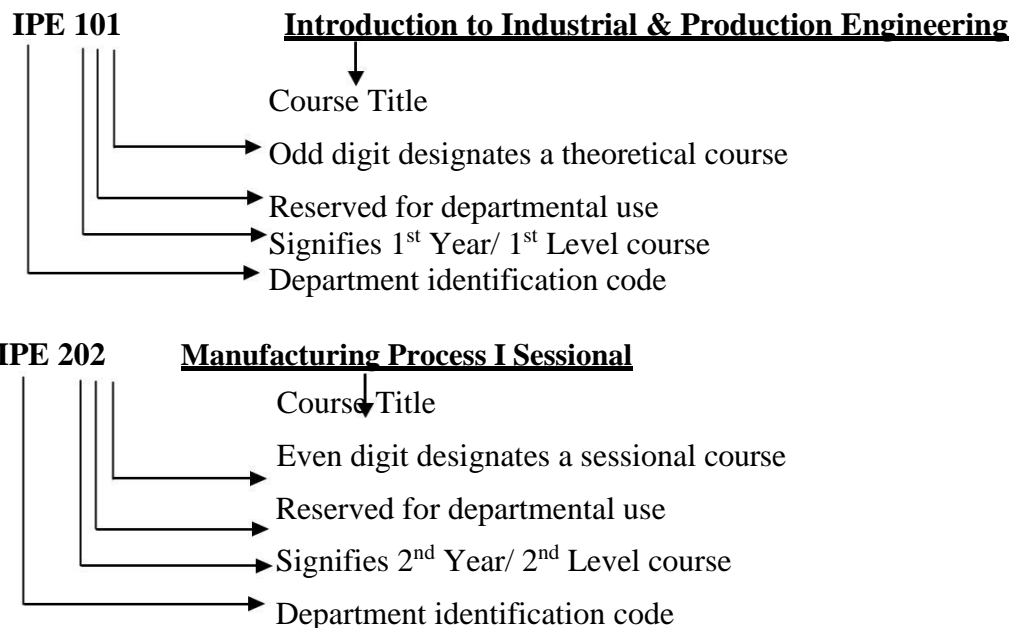 IPE 101 Introduction to Industrial & Production Engineering
Course Title
Odd digit designates a theoretical course
Reserved for departmental use
Signifies 1st Year/ 1st Level course
Department identification code
IPE 202 Manufacturing Process I Sessional
Course Title
Even digit designates a sessional course
Reserved for departmental use
Signifies 2nd Year/ 2nd Level course
Department identification code